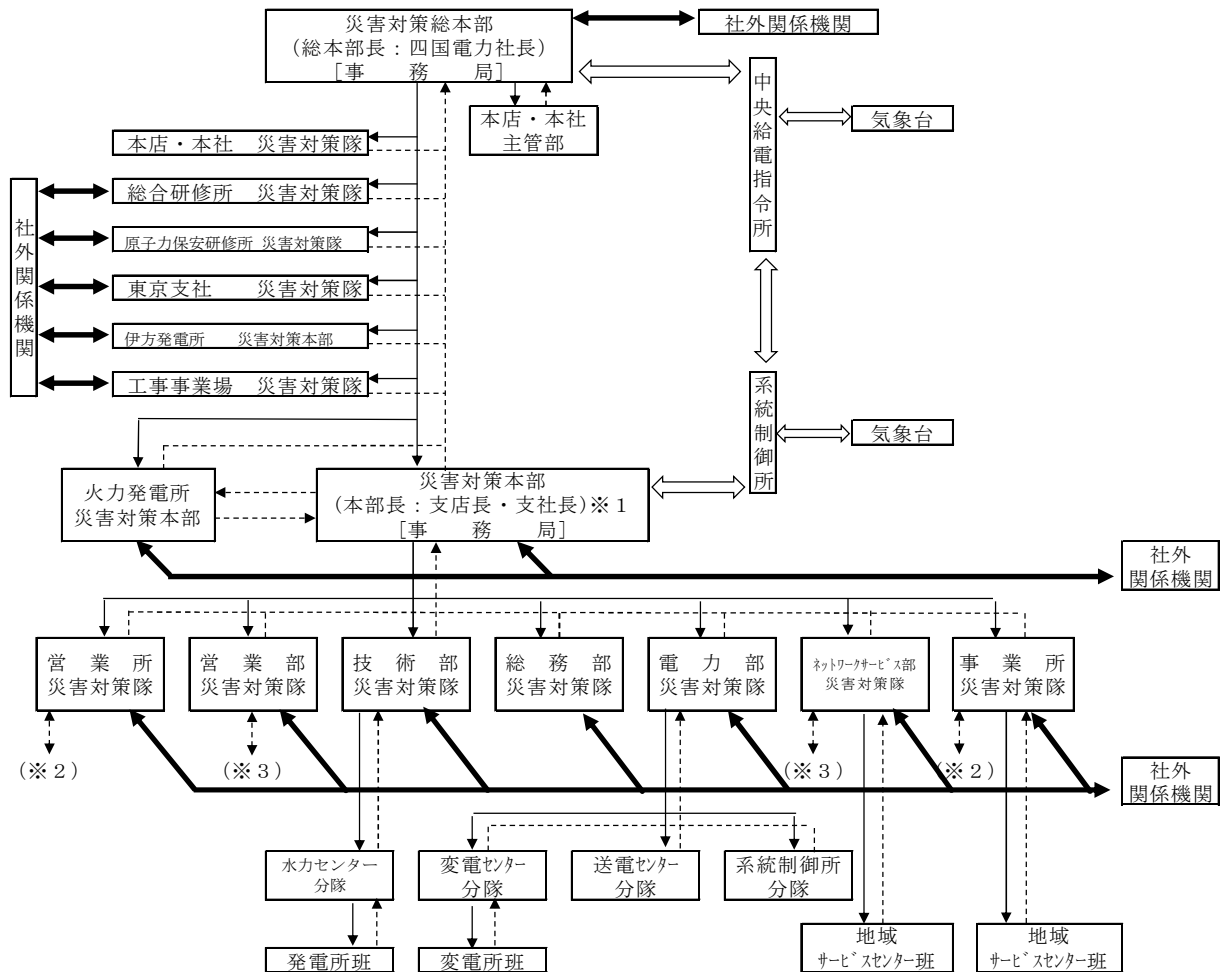 災害対策総本部
(総本部長：四国電力社長)
[事　務　局]
社外関係機関
中央給電指令所
本店・本社
主管部
気象台
本店・本社　災害対策隊
社外関係機関
総合研修所　災害対策隊
原子力保安研修所 災害対策隊
東京支社　災害対策隊
伊方発電所　災害対策本部
工事事業場　災害対策隊
系統制御所
気象台
火力発電所
災害対策本部
災害対策本部
(本部長：支店長・支社長)※１
[事　務　局]
社外
関係機関
営　業　所
災害対策隊
営　業　部
災害対策隊
技　術　部
災害対策隊
総　務　部
災害対策隊
電　力　部
災害対策隊
ﾈｯﾄﾜｰｸｻｰﾋﾞｽ部
災害対策隊
事　業　所
災害対策隊
(※２)
(※３)
(※３)
(※２)
社外
関係機関
水力センター
分隊
変電ｾﾝﾀｰ
分隊
送電ｾﾝﾀｰ
分隊
系統制御所
分隊
発電所班
変電所班
地域
ｻｰﾋﾞｽｾﾝﾀｰ班
地域
ｻｰﾋﾞｽｾﾝﾀｰ班